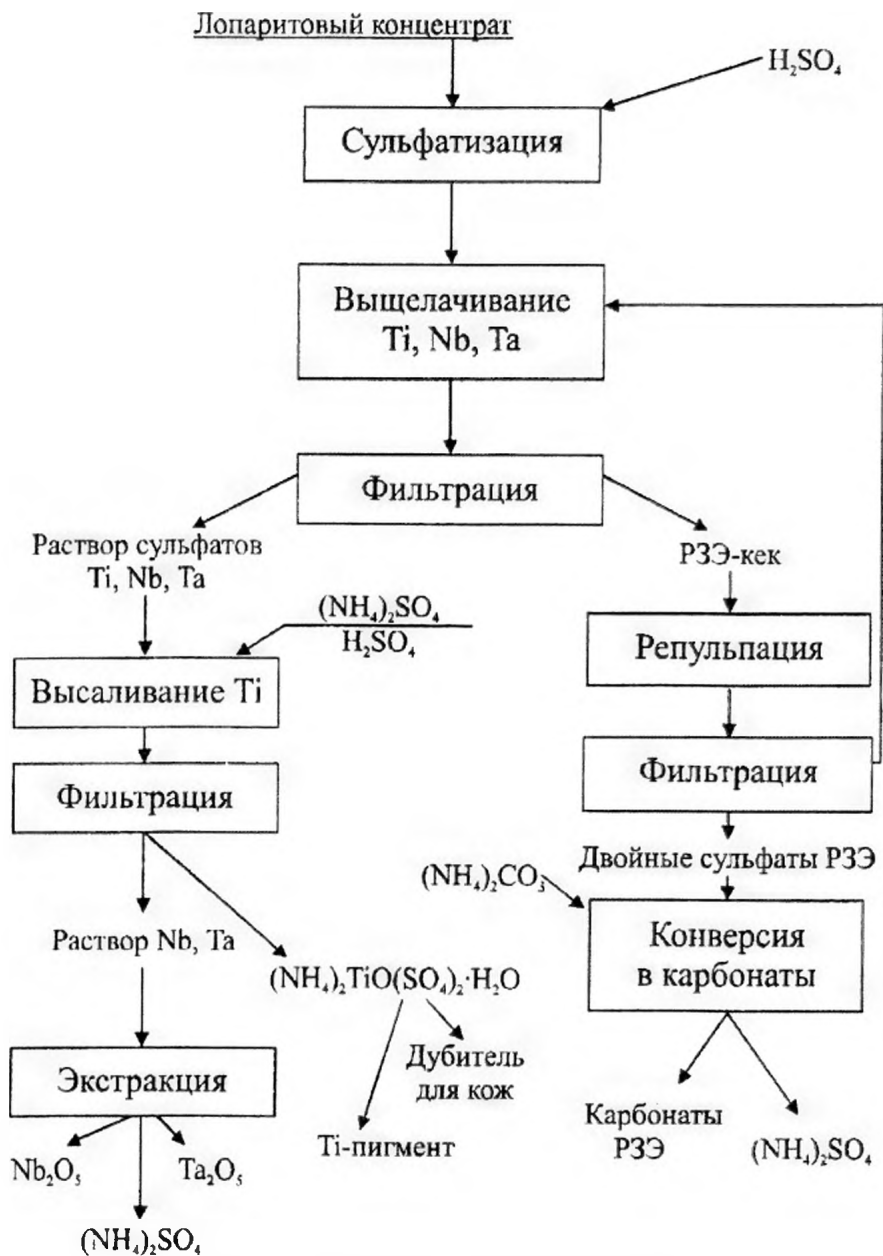 Лопаритовый концентрат
H₂SO₄
Сульфатизация
Выщелачивание
Ti, Nb, Ta
Фильтрация
Раствор сульфатов
Ti, Nb, Ta
РЗЭ-кек
(NH₄)₂SO₄
H₂SO₄
Репульпация
Высаливание Ti
Фильтрация
Фильтрация
Двойные сульфаты РЗЭ
(NH₄)₂CO₃
Конверсия
в карбонаты
Раствор Nb, Ta
(NH₄)₂TiO(SO₄)₂·H₂O
Экстракция
Дубитель
для кож
Ti-пигмент
Карбонаты
РЗЭ
(NH₄)₂SO₄
Nb₂O₅
Ta₂O₅
(NH₄)₂SO₄